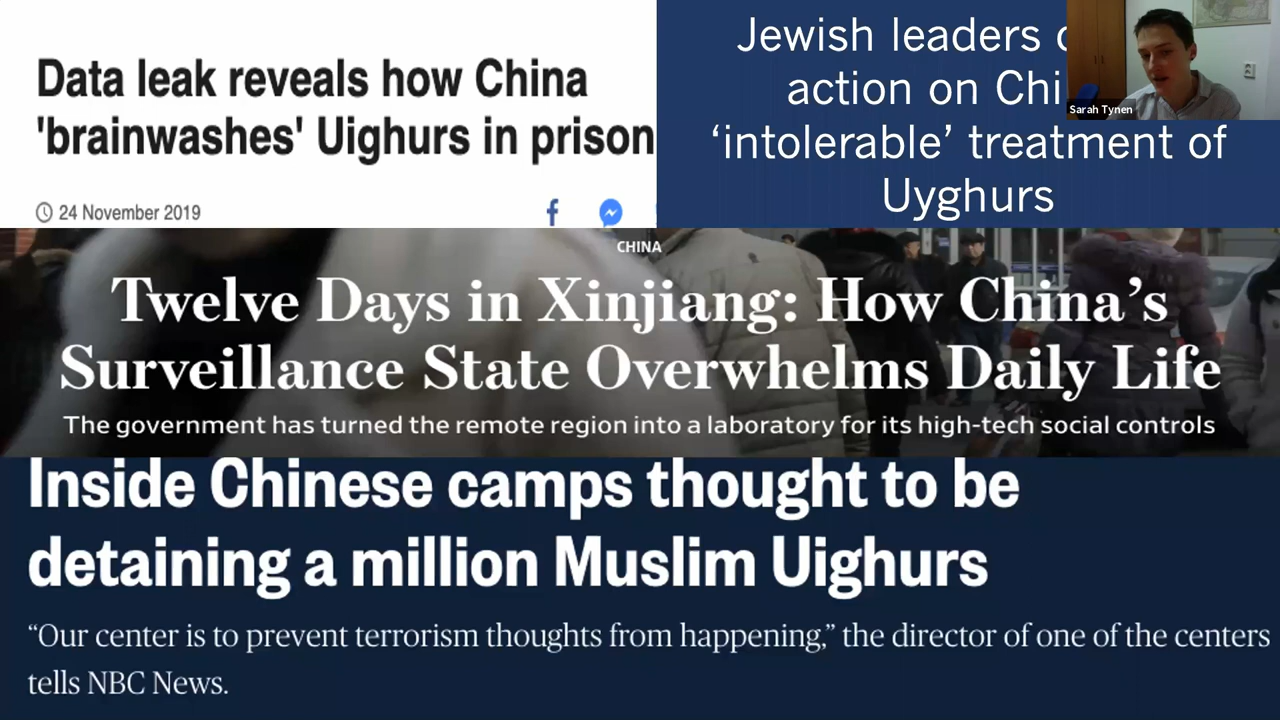 Data leak reveals how China
'brainwashes' Uighurs in prison
24 November 2019
Jewish leaders
action on Chi
‘intolerable’ treatment of
Uyghurs
Sarah Tynen
CHINA
Twelve Days in Xinjiang: How China’s
Surveillance State Overwhelms Daily Life
The government has turned the remote region into a laboratory for its high-tech social controls
Inside Chinese camps thought to be
detaining a million Muslim Uighurs
“Our center is to prevent terrorism thoughts from happening,” the director of one of the centers
tells NBC News.